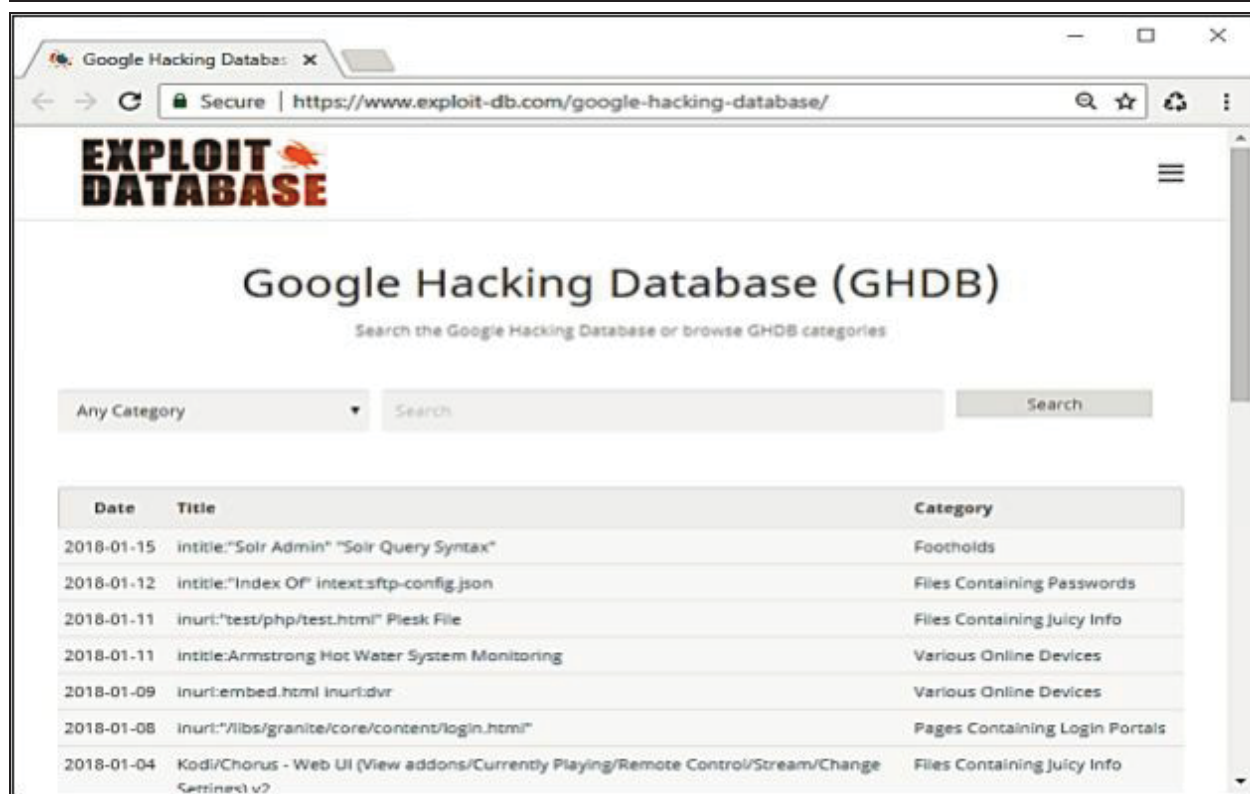 Google Hacking Databas
Secure | https://www.exploit-db.com/google-hacking-database/
EXPLOIT
DATABASE
Google Hacking Database (GHDB)
Search the Google Hacking Database or browse GHDB categories
Any Category Search Search
Date Title Category
2018-01-15 intitle:"Solr Admin" "Solr Query Syntax" Footholds
2018-01-12 intitle:"Index Of" intext:sftp-config.json Files Containing Passwords
2018-01-11 inurl:"test/php/test.html" Plesk File Files Containing Juicy Info
2018-01-11 intitle:Armstrong Hot Water System Monitoring Various Online Devices
2018-01-09 inurl:embed.html inurl:dvr Various Online Devices
2018-01-08 inurl:"/libs/granite/core/content/login.html" Pages Containing Login Portals
2018-01-04 Kodi/Chorus - Web UI (View addons/Currently Playing/Remote Control/Stream/Change Files Containing Juicy Info
Settings) v2